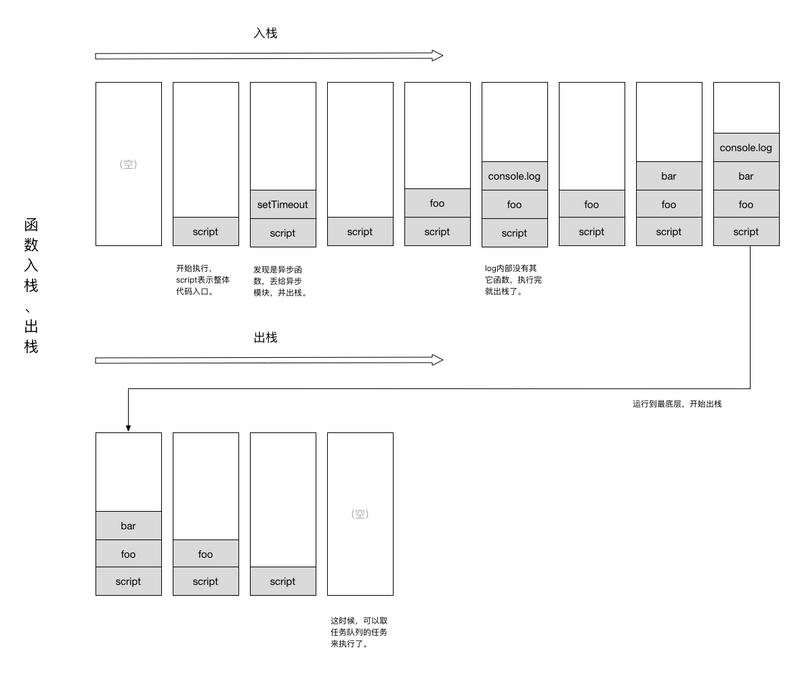 入栈
(空)
script
setTimeout
script
script
foo
script
console.log
foo
script
foo
script
bar
foo
script
console.log
bar
foo
script
开始执行，
script表示整体
代码入口。
发现是异步函
数，丢给异步
模块，并出栈。
log内部没有其
它函数，执行完
就出栈了。
函数入栈、出栈
出栈
运行到最底层，开始出栈
bar
foo
script
foo
script
script
(空)
这时候，可以取
任务队列的任务
来执行了。